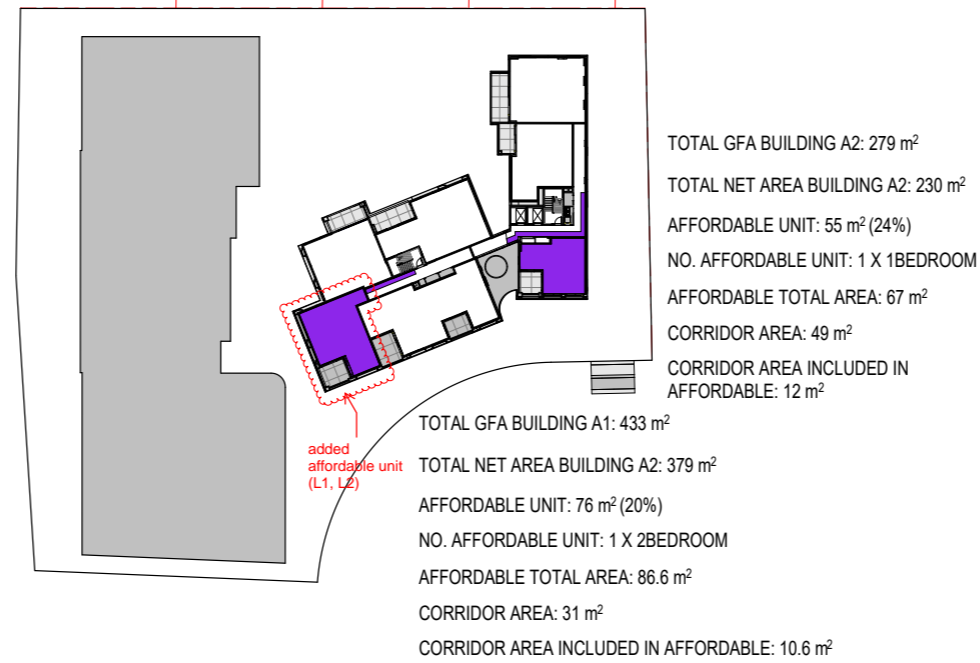 TOTAL GFA BUILDING A2: 279 m²
TOTAL NET AREA BUILDING A2: 230 m²
AFFORDABLE UNIT: 55 m² (24%)
NO. AFFORDABLE UNIT: 1 X 1BEDROOM
AFFORDABLE TOTAL AREA: 67 m²
CORRIDOR AREA: 49 m²
CORRIDOR AREA INCLUDED IN
AFFORDABLE: 12 m²
TOTAL GFA BUILDING A1: 433 m²
added
affordable unit
(L1, L2)
TOTAL NET AREA BUILDING A2: 379 m²
AFFORDABLE UNIT: 76 m² (20%)
NO. AFFORDABLE UNIT: 1 X 2BEDROOM
AFFORDABLE TOTAL AREA: 86.6 m²
CORRIDOR AREA: 31 m²
CORRIDOR AREA INCLUDED IN AFFORDABLE: 10.6 m²